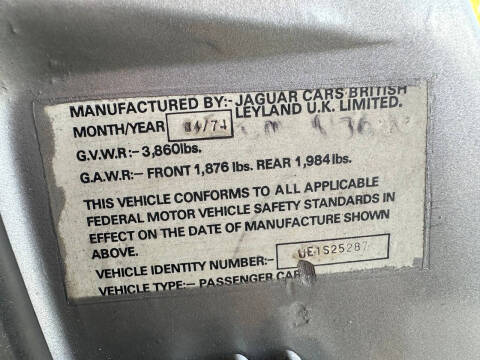 MANUFACTURED BY:- JAGUAR CARS BRITISH
LEYLAND U.K. LIMITED.
MONTH/YEAR 04/74
G.V.W.R:- 3,860lbs.
G.A.W.R:- FRONT 1,876 lbs. REAR 1,984 lbs.
THIS VEHICLE CONFORMS TO ALL APPLICABLE
FEDERAL MOTOR VEHICLE SAFETY STANDARDS IN
EFFECT ON THE DATE OF MANUFACTURE SHOWN
ABOVE.
VEHICLE IDENTITY NUMBER:- UE1S25287
VEHICLE TYPE:- PASSENGER CAR